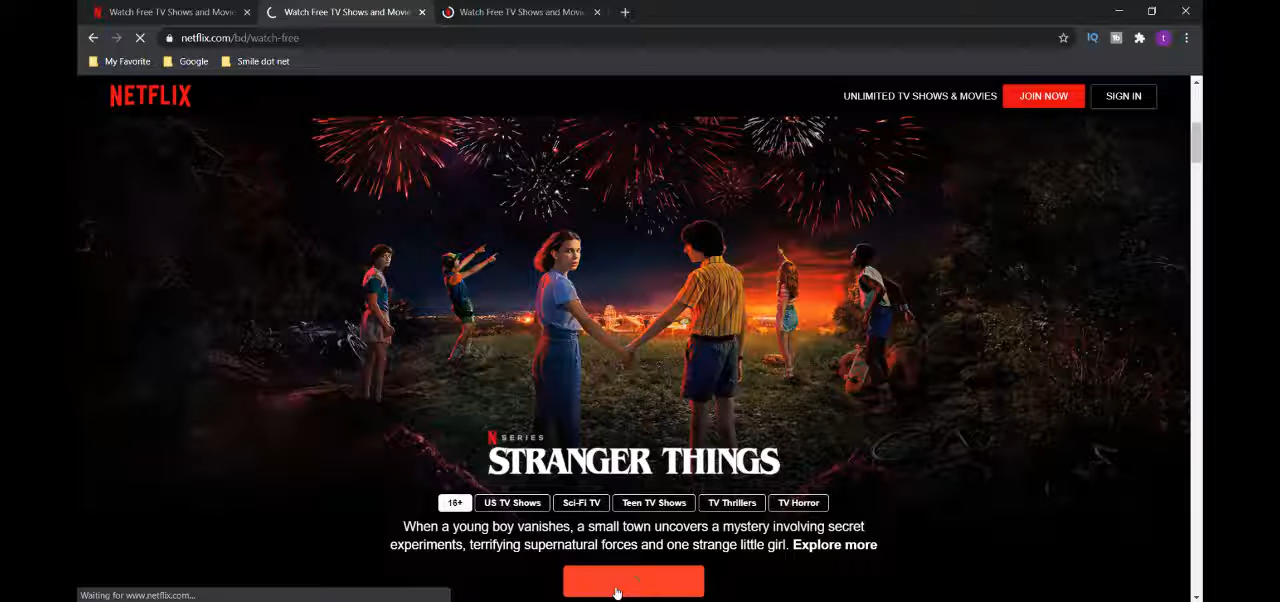 Watch Free TV Shows and Movie
Watch Free TV Shows and Movie
Watch Free TV Shows and Movie
netflix.com/bd/watch-free
IQ
tb
t
My Favorite
Google
Smile dot net
NETFLIX
UNLIMITED TV SHOWS & MOVIES
JOIN NOW
SIGN IN
N SERIES
STRANGER THINGS
16+
US TV Shows
Sci-Fi TV
Teen TV Shows
TV Thrillers
TV Horror
When a young boy vanishes, a small town uncovers a mystery involving secret
experiments, terrifying supernatural forces and one strange little girl. Explore more
Waiting for www.netflix.com...